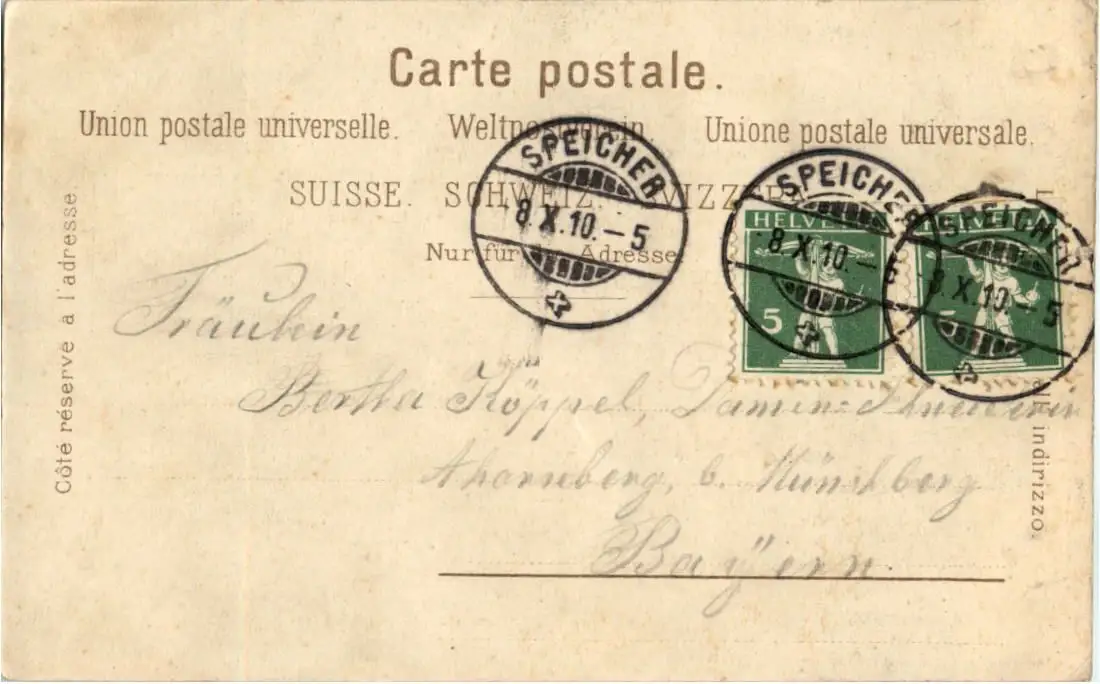 Carte postale.
Union postale universelle. Weltpostverein. Unione postale universale.
SUISSE. SCHWEIZ. SVIZZERA.
Nur für die Adresse.
Côté réservé à l'adresse
SPEICHER
8.X.10.–5
SPEICHER
8.X.10.–5
SPEICHER
8.X.10.–5
HELVETIA
5
HELVETIA
5
Fräulein
Bertha Köppel, Damen-Schneiderin
Ahornberg, b. Münchberg
Bayern.
indirizzo.